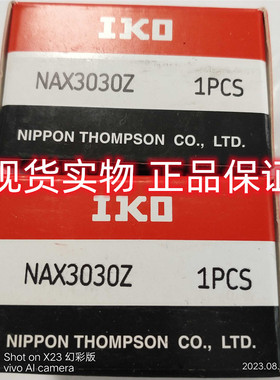 IKO
NAX3030Z 1PCS
NIPPON THOMPSON CO., LTD.
现货实物 正品保证
IKO
NAX3030Z 1PCS
NIPPON THOMPSON CO., LTD.
Shot on X23 幻彩版
vivo AI camera
2023.08